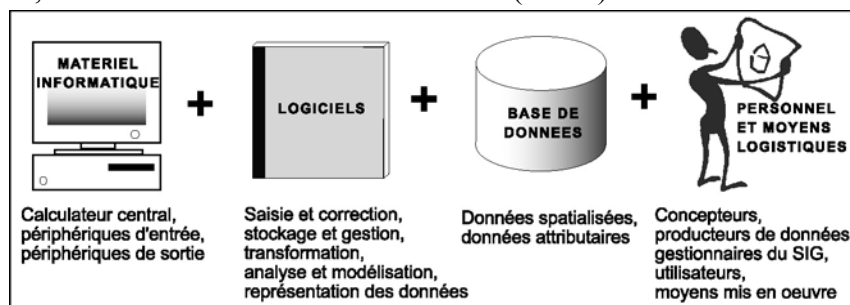 MATERIEL
INFORMATIQUE
+
LOGICIELS
+
BASE DE
DONNEES
+
PERSONNEL
ET MOYENS
LOGISTIQUES
Calculateur central,
périphériques d'entrée,
périphériques de sortie
Saisie et correction,
stockage et gestion,
transformation,
analyse et modélisation,
représentation des données
Données spatialisées,
données attributaires
Concepteurs,
producteurs de données
gestionnaires du SIG,
utilisateurs,
moyens mis en oeuvre